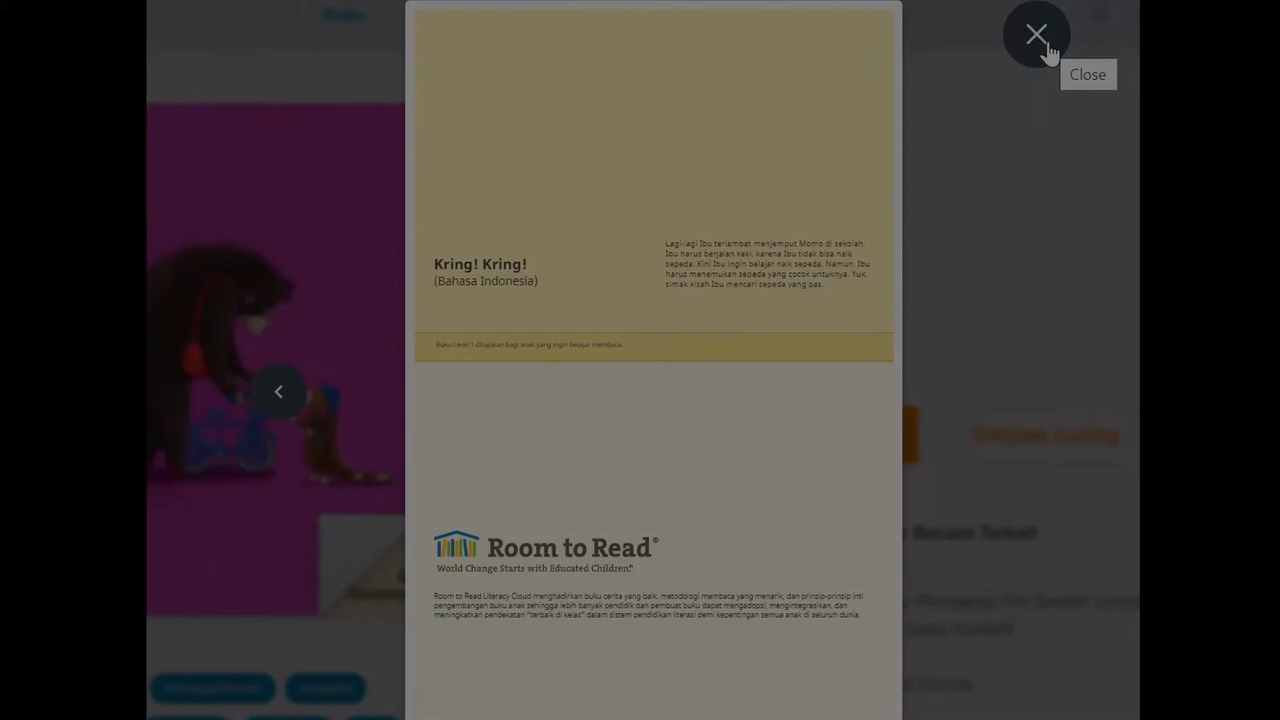 Buku
Close
Lagi-lagi Ibu terlambat menjemput Momo di sekolah.
Ibu harus berjalan kaki, karena Ibu tidak bisa naik
sepeda. Kini Ibu ingin belajar naik sepeda. Namun, Ibu
harus menemukan sepeda yang cocok untuknya. Yuk,
simak kisah Ibu mencari sepeda yang pas.
Kring! Kring!
(Bahasa Indonesia)
Buku Level 1 ditujukan bagi anak yang ingin belajar membaca.
Room to Read®
World Change Starts with Educated Children.®
Room to Read Literacy Cloud menghadirkan buku cerita yang baik, metodologi membaca yang menarik, dan prinsip-prinsip inti
pengembangan buku anak sehingga lebih banyak pendidik dan pembuat buku dapat mengadopsi, mengintegrasikan, dan
meningkatkan pendekatan "terbaik di kelas" dalam sistem pendidikan literasi demi kepentingan semua anak di seluruh dunia.